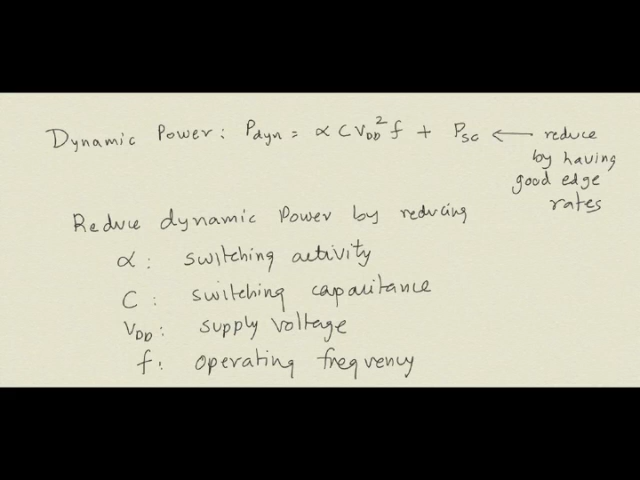 Dynamic Power: Pdyn = α C VDD² f + Psc ← reduce
by having
good edge
rates
Reduce dynamic Power by reducing
α: switching activity
C: switching capacitance
VDD: supply voltage
f: operating frequency